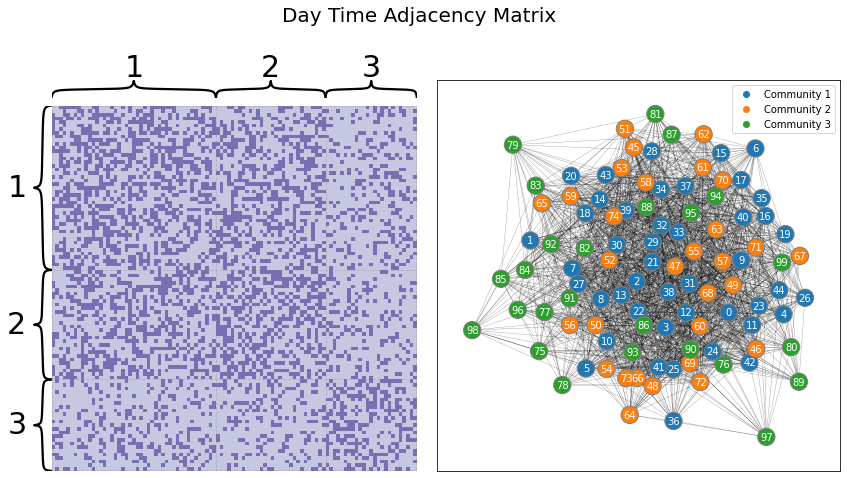 Day Time Adjacency Matrix
1 2 3
1
2
3
Community 1
Community 2
Community 3
81
51 87 62
79 45 28 15 6
53 61
20 43 58 70 17
83 34 37
65 59 14 94 35
18 74 39 88 95 40 16
32 63
1 92 82 30 29 33 19
71
52 21 55 57 9 99 67
84 7 47
85 27 2 31 49 44
91 8 13 38 68 26
96 77 22 12 0 23 4
98 56 50 86 3 60 11
10
75 93 90 24 46 80
5 54 41 25 69 76 42
78 73 66 48 72 89
64 36
97